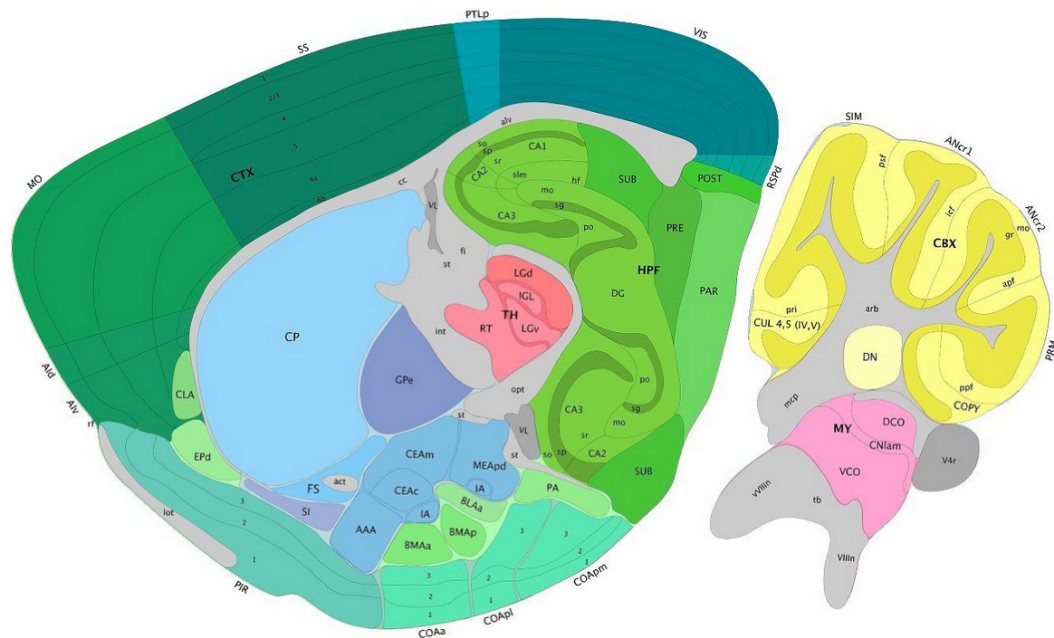 PTLp
VIS
SS
MO
1
2/3
4
5
6a
6b
CTX
alv
so
sp
sr
CA1
CA2
slm
hf
mo
sg
CA3
po
SUB
POST
RSPd
PRE
HPF
PAR
DG
cc
VL
fi
st
int
LGd
IGL
TH
RT
LGv
CP
GPe
opt
st
VL
st
so
sp
CA3
po
sg
mo
sr
CA2
SUB
AId
AIv
rf
CLA
EPd
FS
act
SI
AAA
CEAm
CEAc
IA
MEApd
IA
BLAa
PA
BMAa
BMAp
lot
3
2
1
PIR
3
2
1
COAa
2
1
COApl
3
3
2
1
COApm
SIM
psf
ANcr1
icf
CBX
ANcr2
gr
mo
apf
PRM
pri
CUL 4,5 (IV,V)
arb
DN
ppf
COPY
mcp
MY
DCO
CNlam
VCO
V4r
vVIIIn
tb
VIIIn